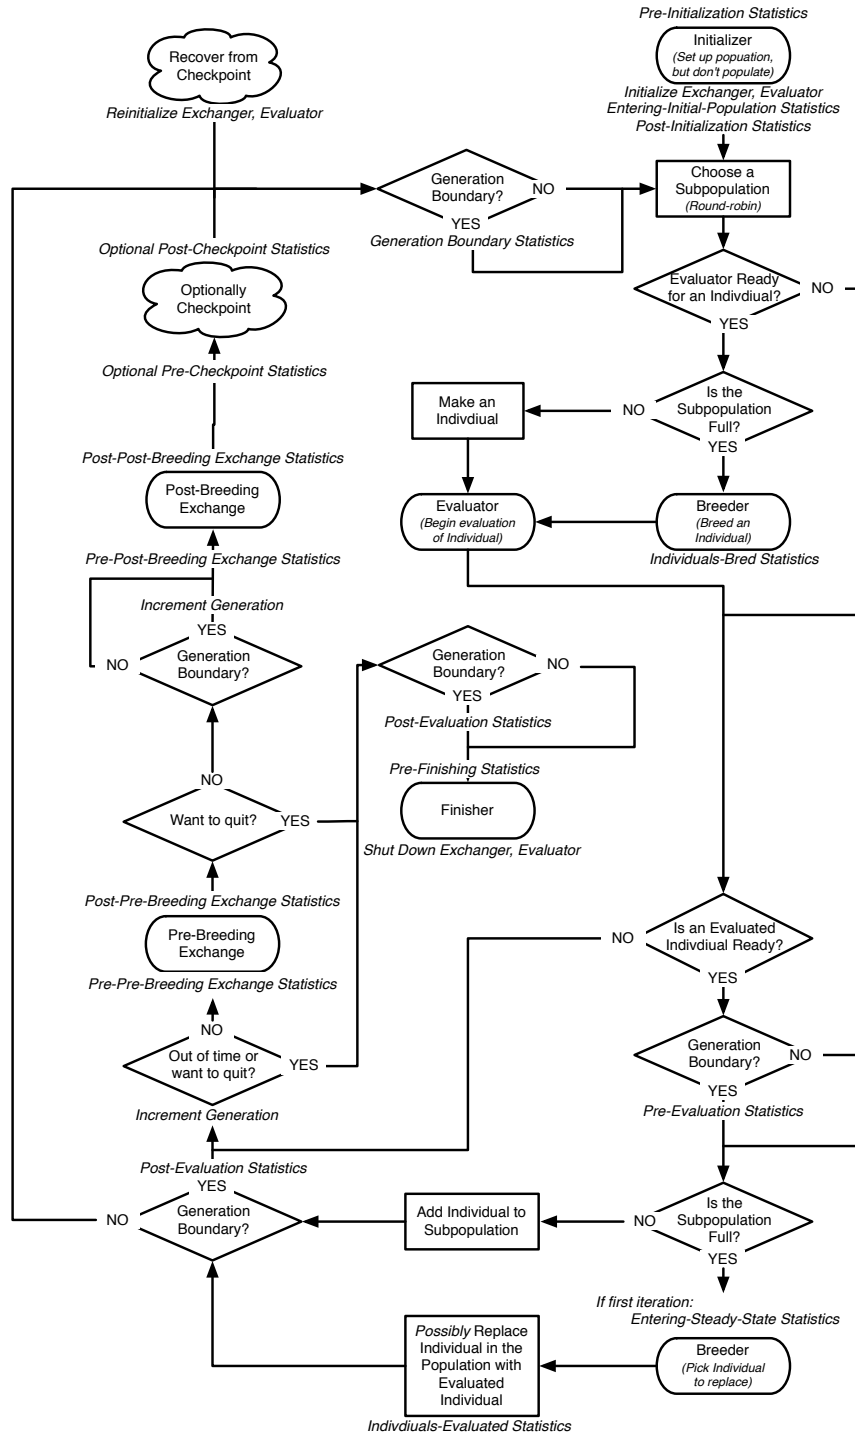 Pre-Initialization Statistics
Initializer
(Set up popuation,
but don't populate)
Initialize Exchanger, Evaluator
Entering-Initial-Population Statistics
Post-Initialization Statistics
Recover from
Checkpoint
Reinitialize Exchanger, Evaluator
Generation
Boundary?
NO
YES
Generation Boundary Statistics
Choose a
Subpopulation
(Round-robin)
Optional Post-Checkpoint Statistics
Optionally
Checkpoint
Optional Pre-Checkpoint Statistics
Evaluator Ready
for an Indivdiual?
NO
YES
Is the
Subpopulation
Full?
NO
YES
Make an
Indivdiual
Evaluator
(Begin evaluation
of Individual)
Breeder
(Breed an
Individual)
Individuals-Bred Statistics
Post-Post-Breeding Exchange Statistics
Post-Breeding
Exchange
Pre-Post-Breeding Exchange Statistics
Increment Generation
YES
Generation
Boundary?
NO
Generation
Boundary?
NO
YES
Post-Evaluation Statistics
Pre-Finishing Statistics
Finisher
Shut Down Exchanger, Evaluator
NO
Want to quit?
YES
Post-Pre-Breeding Exchange Statistics
Pre-Breeding
Exchange
Pre-Pre-Breeding Exchange Statistics
NO
Out of time or
want to quit?
YES
Increment Generation
Post-Evaluation Statistics
YES
Generation
Boundary?
NO
Is an Evaluated
Indivdiual Ready?
NO
YES
Generation
Boundary?
NO
YES
Pre-Evaluation Statistics
Is the
Subpopulation
Full?
NO
YES
Add Individual to
Subpopulation
If first iteration:
Entering-Steady-State Statistics
Breeder
(Pick Individual
to replace)
Possibly Replace
Individual in the
Population with
Evaluated
Individual
Indivdiuals-Evaluated Statistics